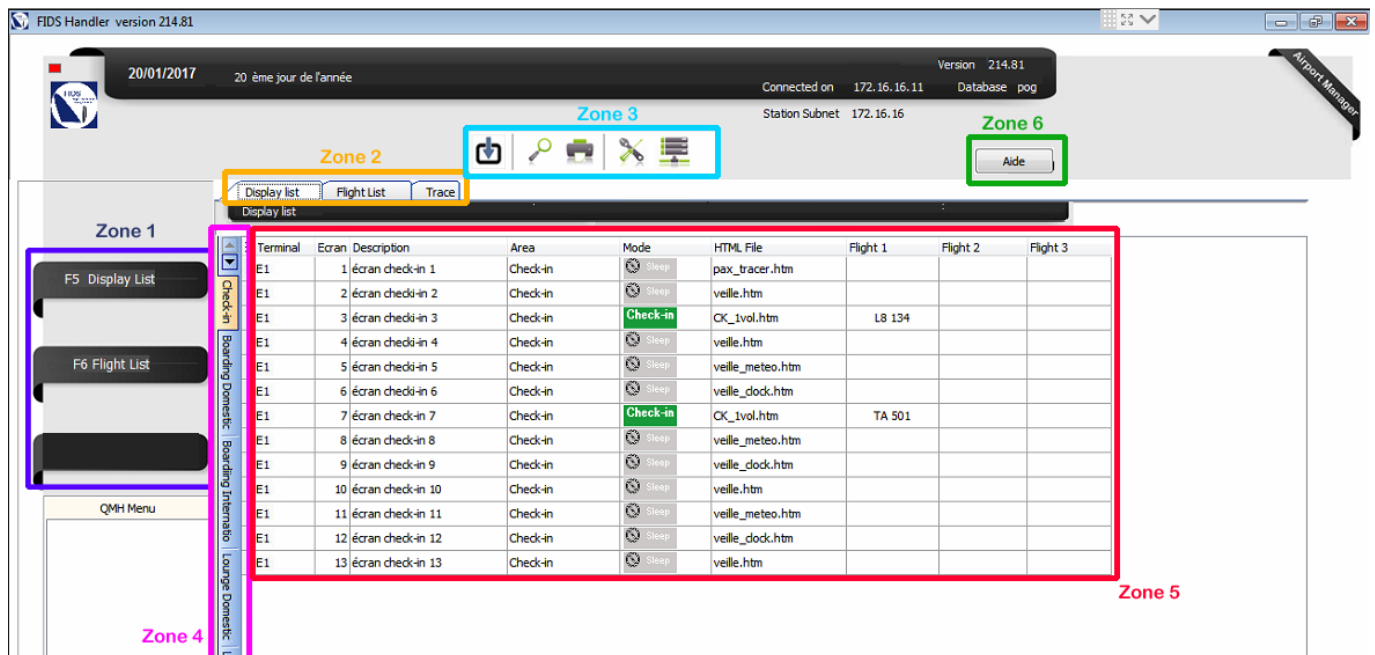 FIDS Handler version 214.81
20/01/2017 20 ème jour de l'année
Version 214.81
Connected on 172.16.16.11 Database pog
Station Subnet 172.16.16
Airport Manager
FIDS
Zone 3
Zone 6
Aide
Zone 2
Display list Flight List Trace
Display list
Zone 1
F5 Display List
F6 Flight List
QMH Menu
Zone 4
Check-in
Boarding Domestic
Boarding Internatio
Lounge Domestic
Terminal Ecran Description Area Mode HTML File Flight 1 Flight 2 Flight 3
E1 1 écran check-in 1 Check-in Sleep pax_tracer.htm
E1 2 écran checki-in 2 Check-in Sleep veille.htm
E1 3 écran checki-in 3 Check-in Check-in CK_1vol.htm L8 134
E1 4 écran checki-in 4 Check-in Sleep veille.htm
E1 5 écran checki-in 5 Check-in Sleep veille_meteo.htm
E1 6 écran checki-in 6 Check-in Sleep veille_clock.htm
E1 7 écran check-in 7 Check-in Check-in CK_1vol.htm TA 501
E1 8 écran check-in 8 Check-in Sleep veille_meteo.htm
E1 9 écran check-in 9 Check-in Sleep veille_clock.htm
E1 10 écran check-in 10 Check-in Sleep veille.htm
E1 11 écran check-in 11 Check-in Sleep veille_meteo.htm
E1 12 écran check-in 12 Check-in Sleep veille_clock.htm
E1 13 écran check-in 13 Check-in Sleep veille.htm
Zone 5